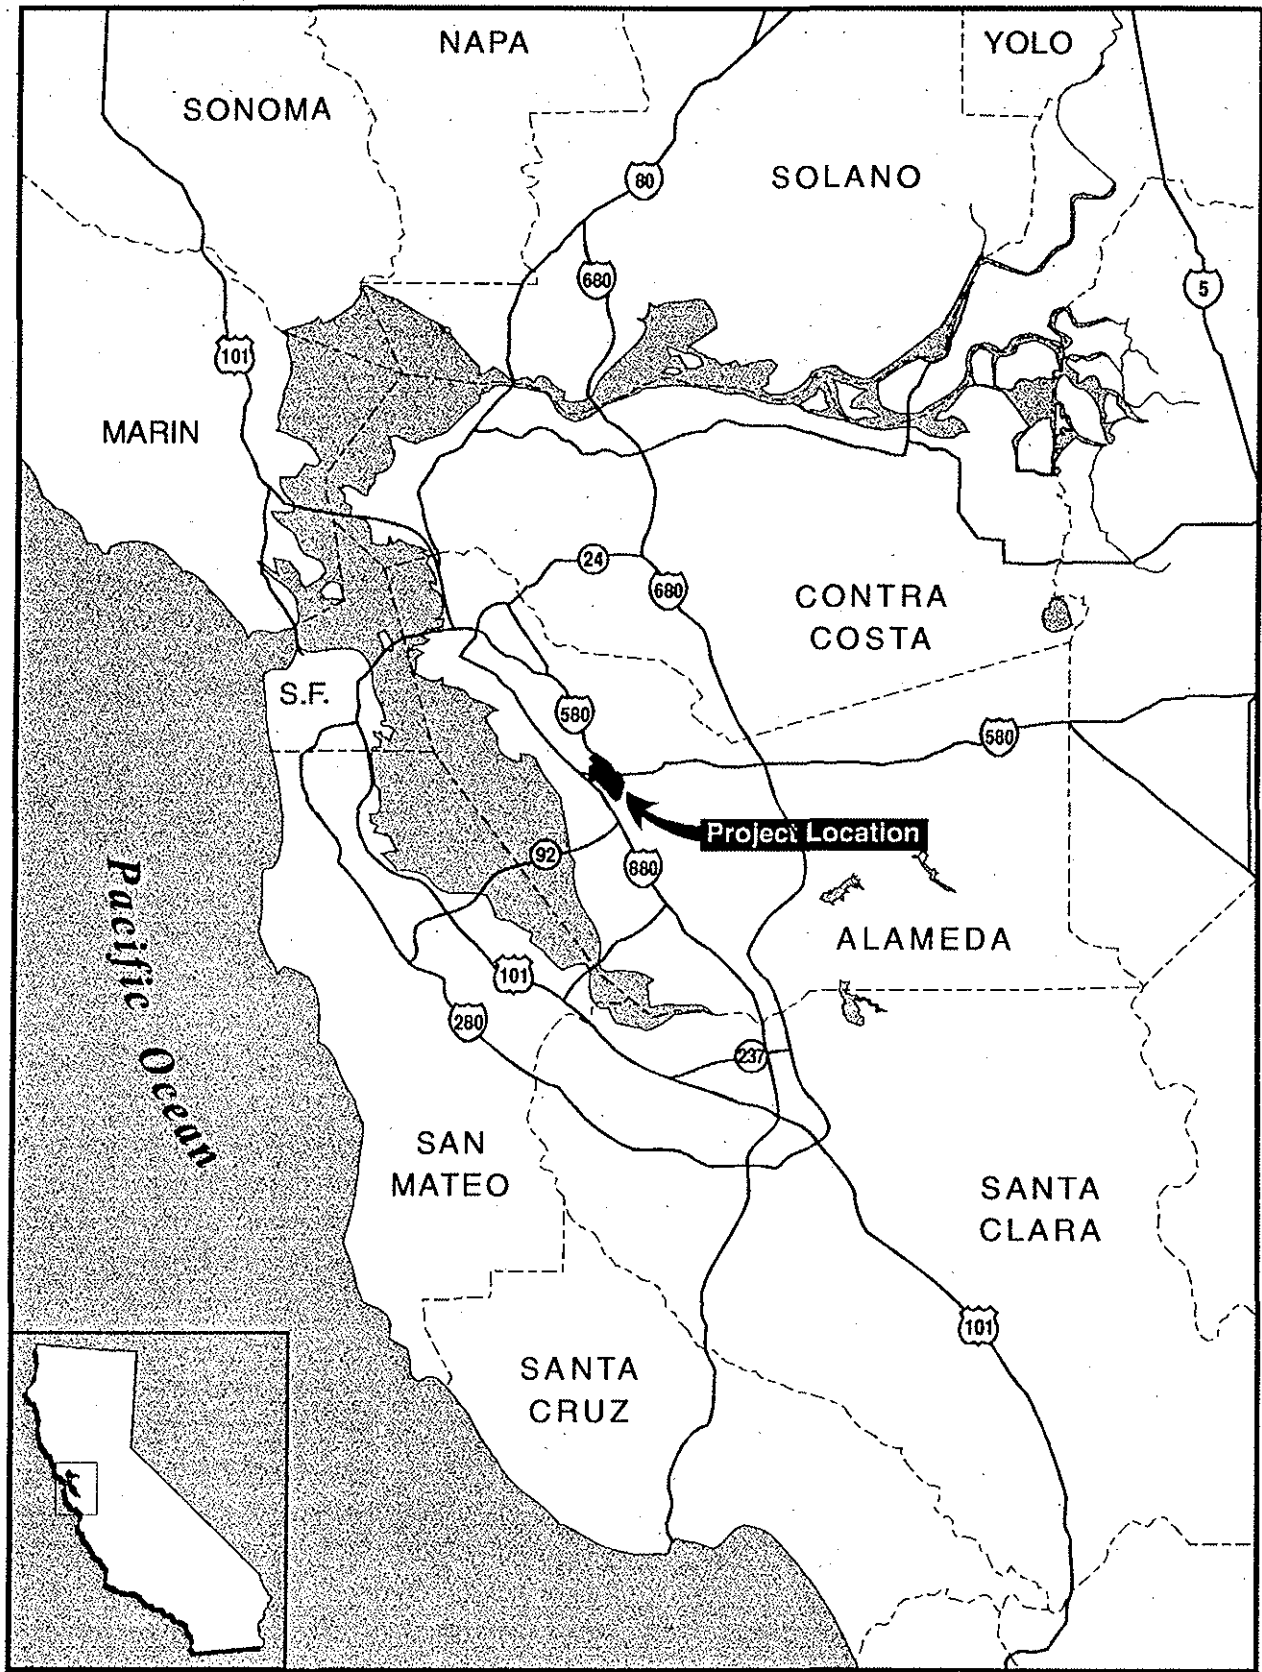 NAPA
YOLO
SONOMA
80
SOLANO
680
5
101
MARIN
24
680
CONTRA
COSTA
S.F.
580
580
Project Location
92
880
Pacific Ocean
ALAMEDA
101
280
237
SAN
MATEO
SANTA
CLARA
101
SANTA
CRUZ